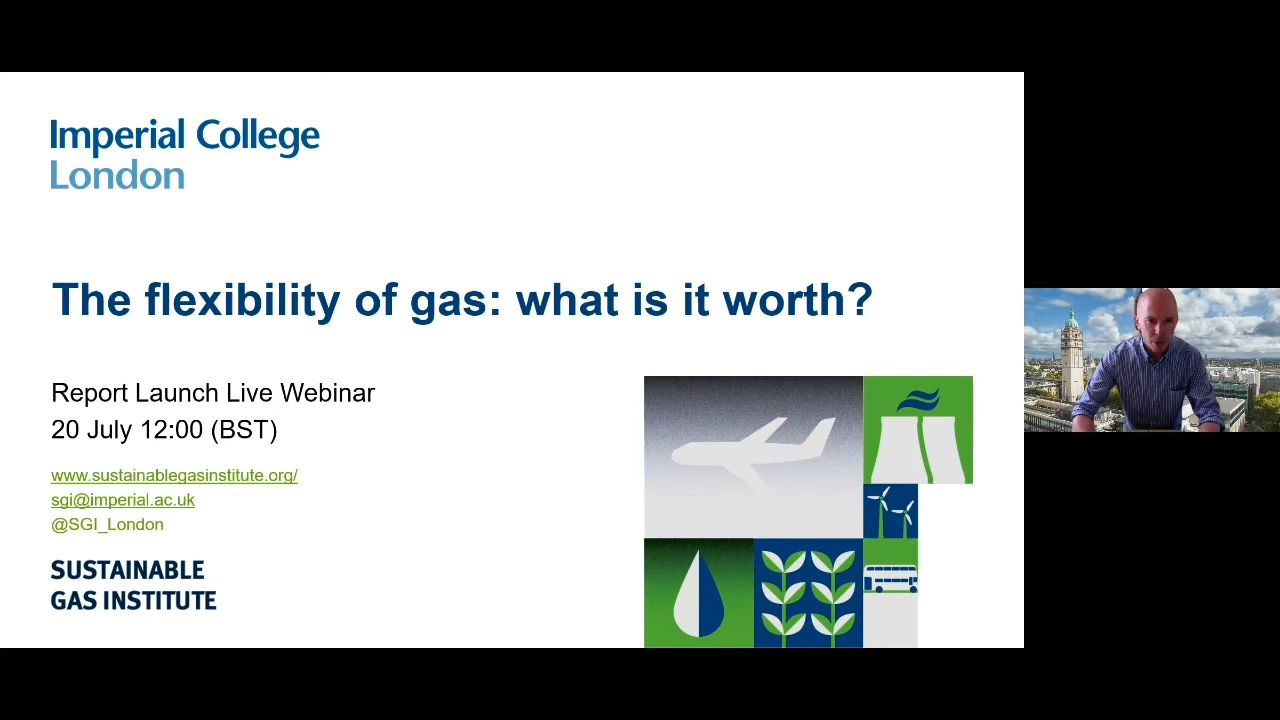 Imperial College
London
The flexibility of gas: what is it worth?
Report Launch Live Webinar
20 July 12:00 (BST)
www.sustainablegasinstitute.org/
sgi@imperial.ac.uk
@SGI_London
SUSTAINABLE
GAS INSTITUTE